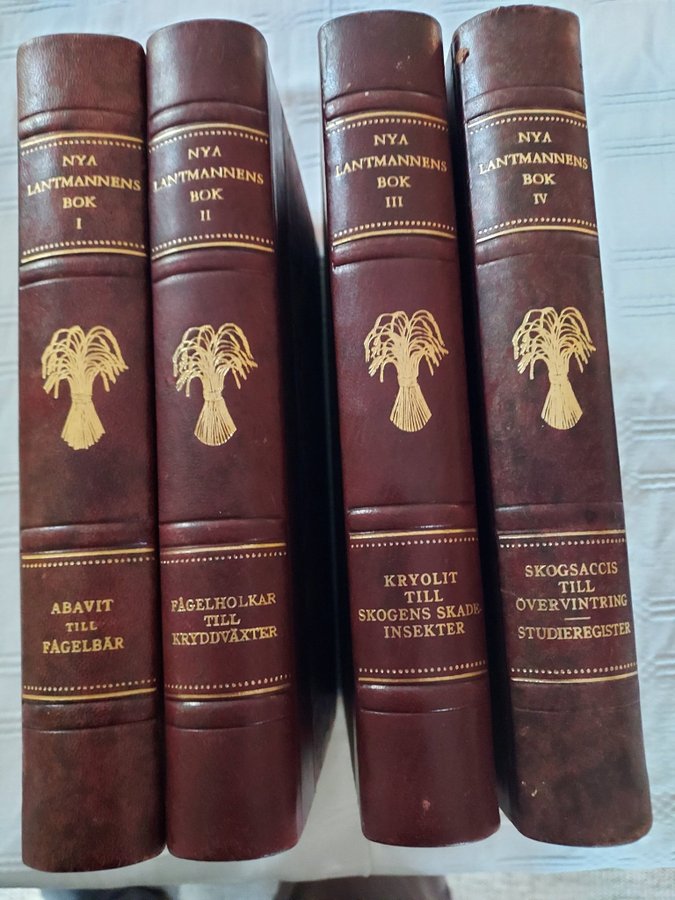 NYA
LANTMANNENS
BOK
I
ABAVIT
TILL
FÅGELBÄR
NYA
LANTMANNENS
BOK
II
FÅGELHOLKAR
TILL
KRYDDVÄXTER
NYA
LANTMANNENS
BOK
III
KRYOLIT
TILL
SKOGENS SKADE-
INSEKTER
NYA
LANTMANNENS
BOK
IV
SKOGSACCIS
TILL
ÖVERVINTRING
STUDIEREGISTER